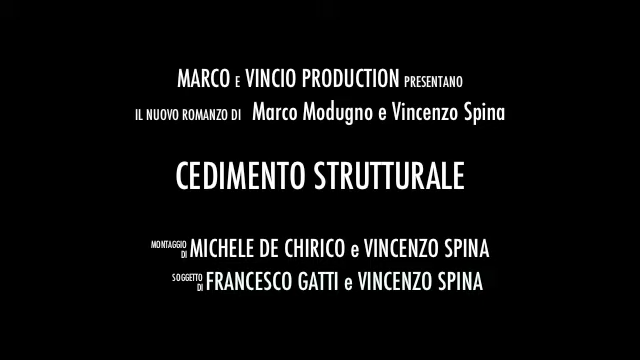 MARCO E VINCIO PRODUCTION PRESENTANO
IL NUOVO ROMANZO DI Marco Modugno e Vincenzo Spina
CEDIMENTO STRUTTURALE
MONTAGGIO DI MICHELE DE CHIRICO e VINCENZO SPINA
SOGGETTO DI FRANCESCO GATTI e VINCENZO SPINA